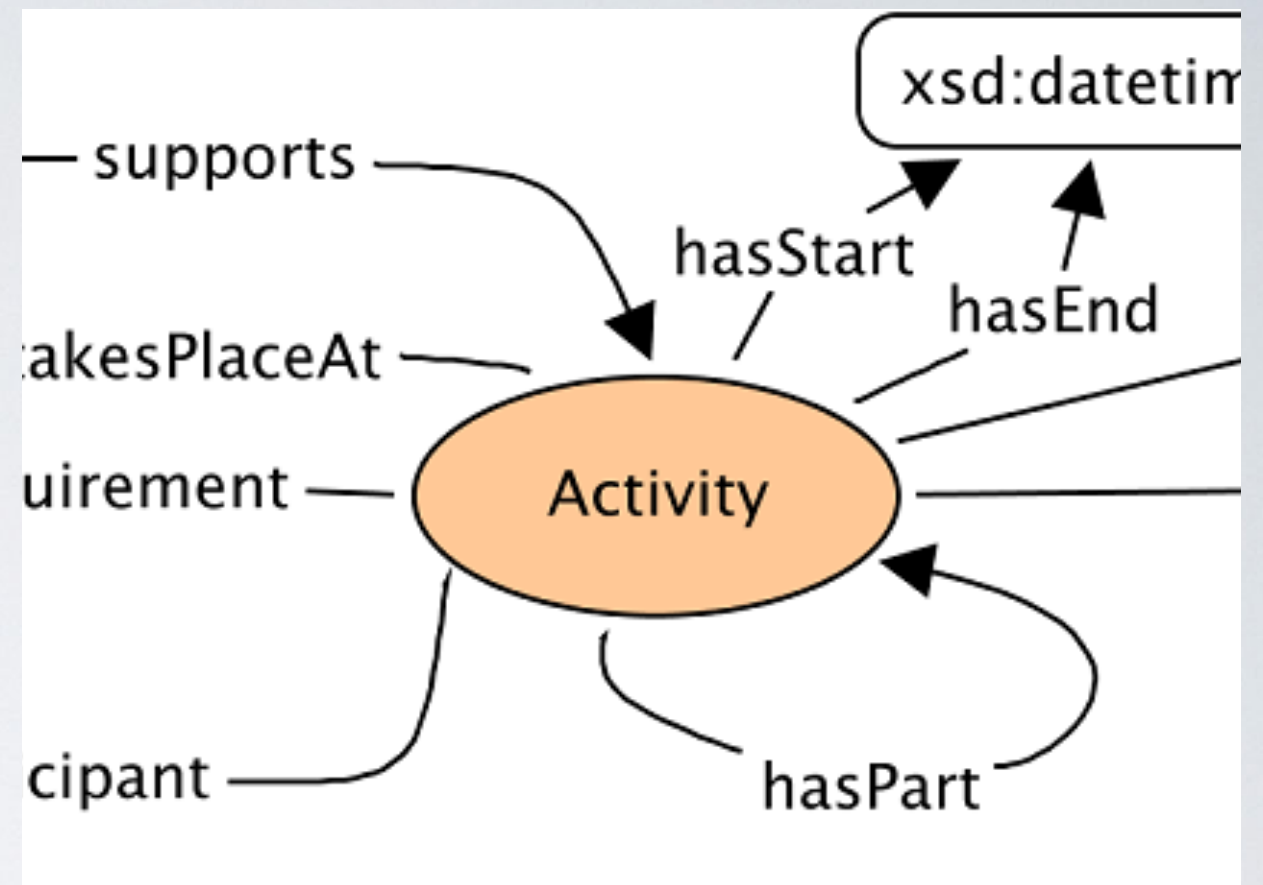 xsd:datetim
supports
hasStart
hasEnd
akesPlaceAt
Activity
uirement
cipant
hasPart